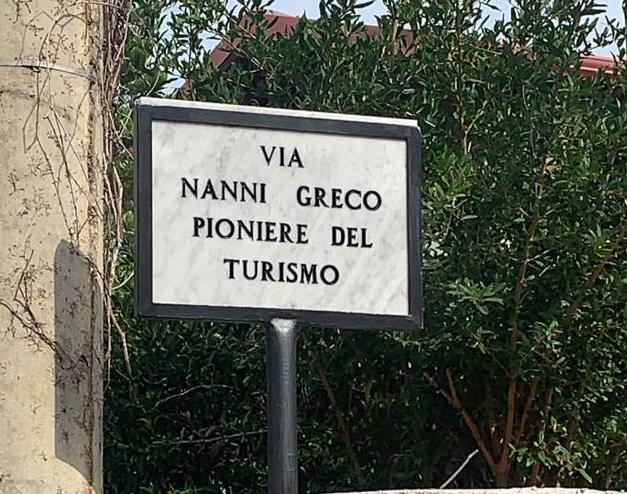 VIA
NANNI GRECO
PIONIERE DEL
TURISMO